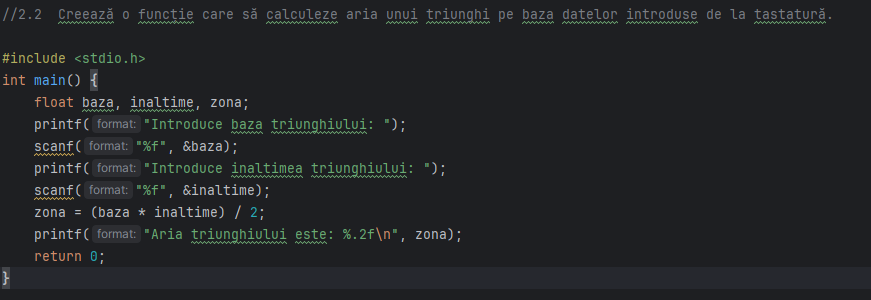 //2.2  Creează o funcție care să calculeze aria unui triunghi pe baza datelor introduse de la tastatură.
#include <stdio.h>
int main() {
    float baza, inaltime, zona;
    printf(format: "Introduce baza triunghiului: ");
    scanf(format: "%f", &baza);
    printf(format: "Introduce inaltimea triunghiului: ");
    scanf(format: "%f", &inaltime);
    zona = (baza * inaltime) / 2;
    printf(format: "Aria triunghiului este: %.2f\n", zona);
    return 0;
}